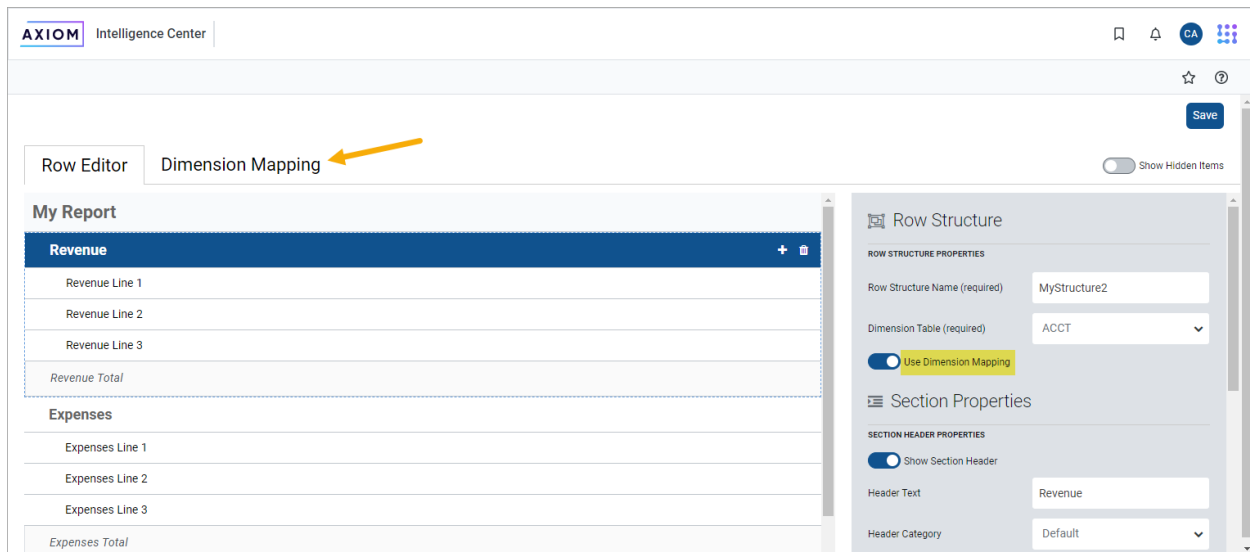 AXIOM Intelligence Center
CA
Save
Row Editor Dimension Mapping
Show Hidden Items
My Report
Revenue
Revenue Line 1
Revenue Line 2
Revenue Line 3
Revenue Total
Expenses
Expenses Line 1
Expenses Line 2
Expenses Line 3
Expenses Total
Row Structure
ROW STRUCTURE PROPERTIES
Row Structure Name (required) MyStructure2
Dimension Table (required) ACCT
Use Dimension Mapping
Section Properties
SECTION HEADER PROPERTIES
Show Section Header
Header Text Revenue
Header Category Default